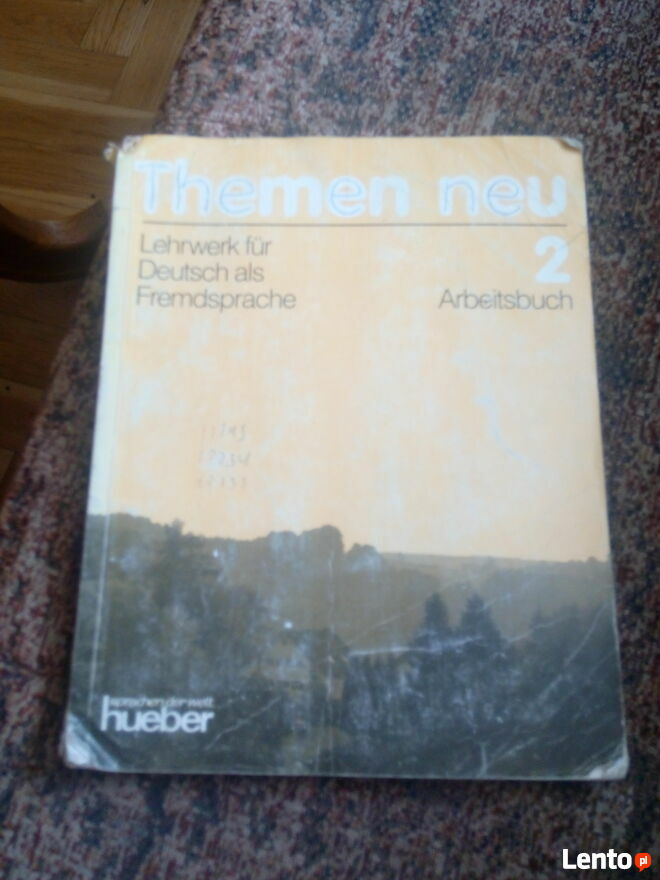 Themen neu
2
Lehrwerk für
Deutsch als
Fremdsprache
Arbeitsbuch
sprachen der welt
hueber
Lento.pl